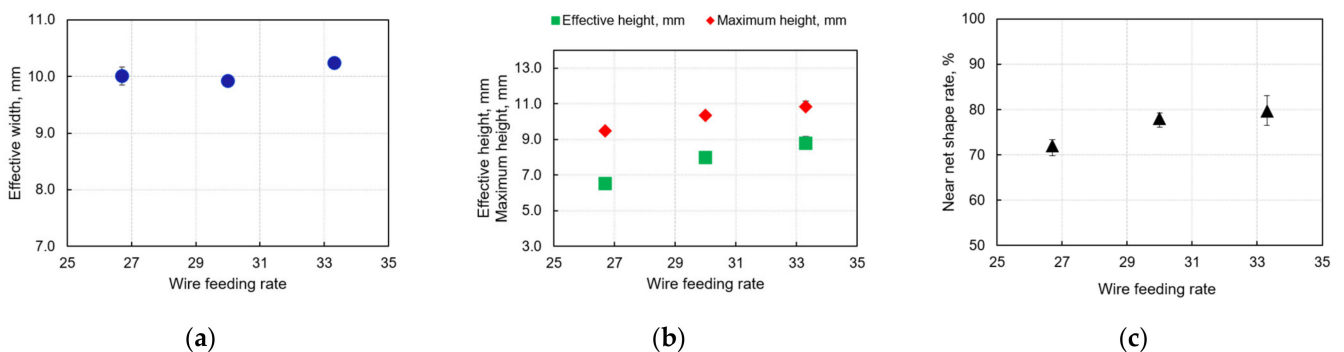 11.0
10.0
9.0
8.0
7.0
25 27 29 31 33 35
Effective width, mm
Wire feeding rate
(a)
Effective height, mm Maximum height, mm
13.0
11.0
9.0
7.0
5.0
3.0
25 27 29 31 33 35
Effective height, mm
Maximum height, mm
Wire feeding rate
(b)
100
90
80
70
60
50
25 27 29 31 33 35
Near net shape rate, %
Wire feeding rate
(c)